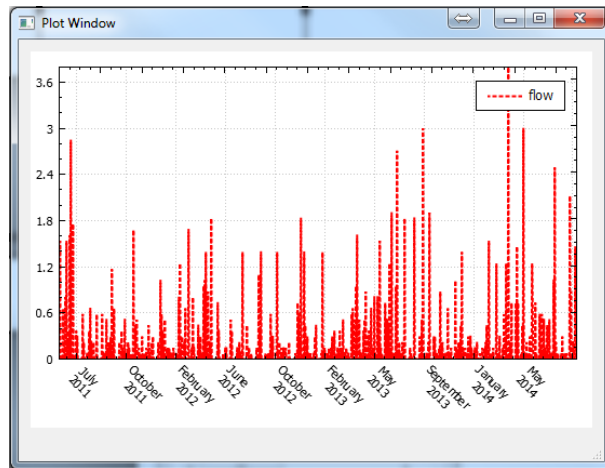 Plot Window
flow
3.6
3
2.4
1.8
1.2
0.6
0
July
2011
October
2011
February
2012
June
2012
October
2012
February
2013
May
2013
September
2013
January
2014
May
2014